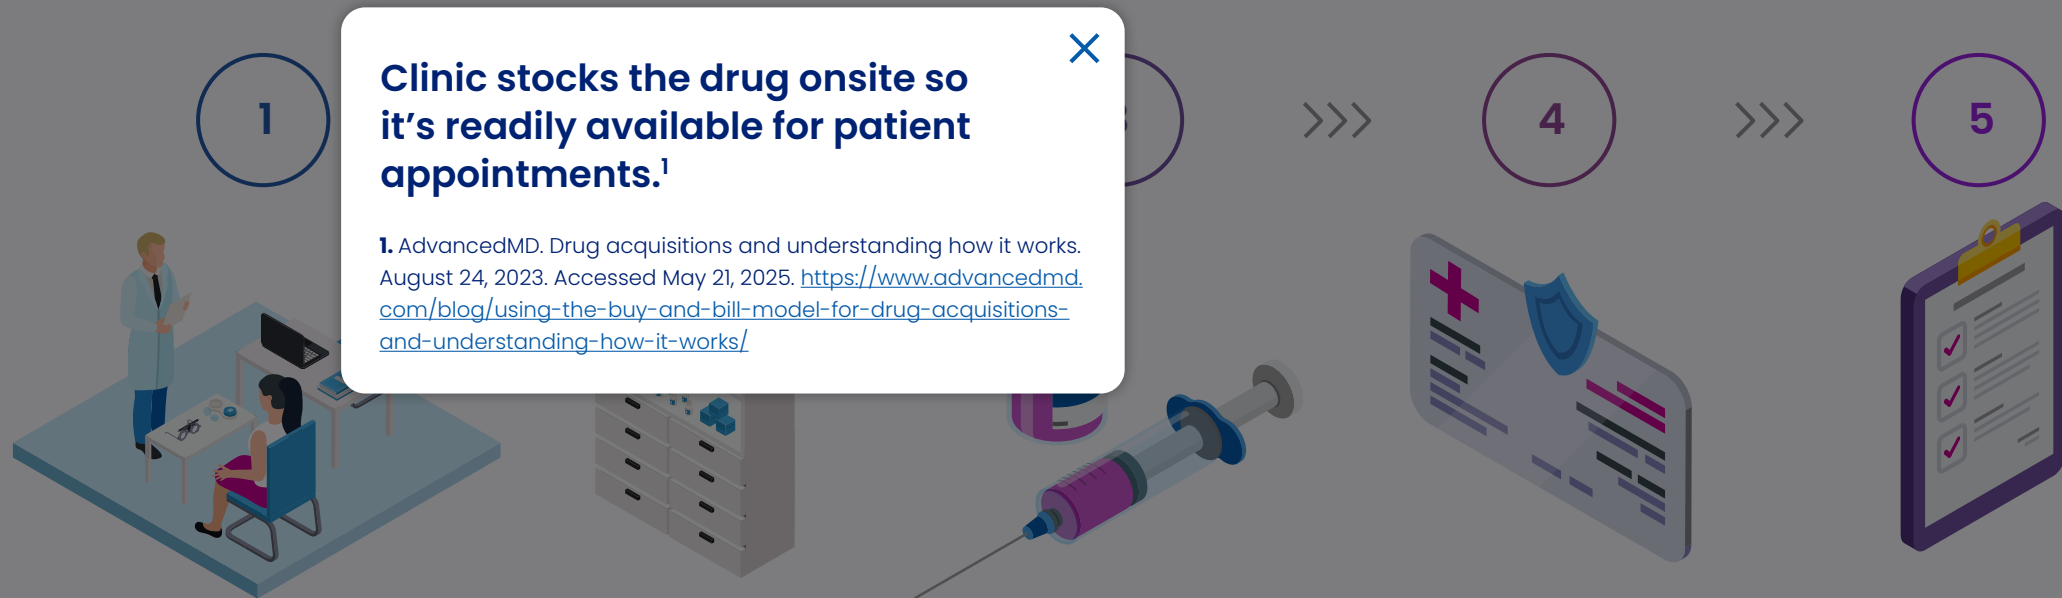 1
Clinic stocks the drug onsite so
it’s readily available for patient
appointments.¹
1. AdvancedMD. Drug acquisitions and understanding how it works.
August 24, 2023. Accessed May 21, 2025. https://www.advancedmd.
com/blog/using-the-buy-and-bill-model-for-drug-acquisitions-
and-understanding-how-it-works/
4
5